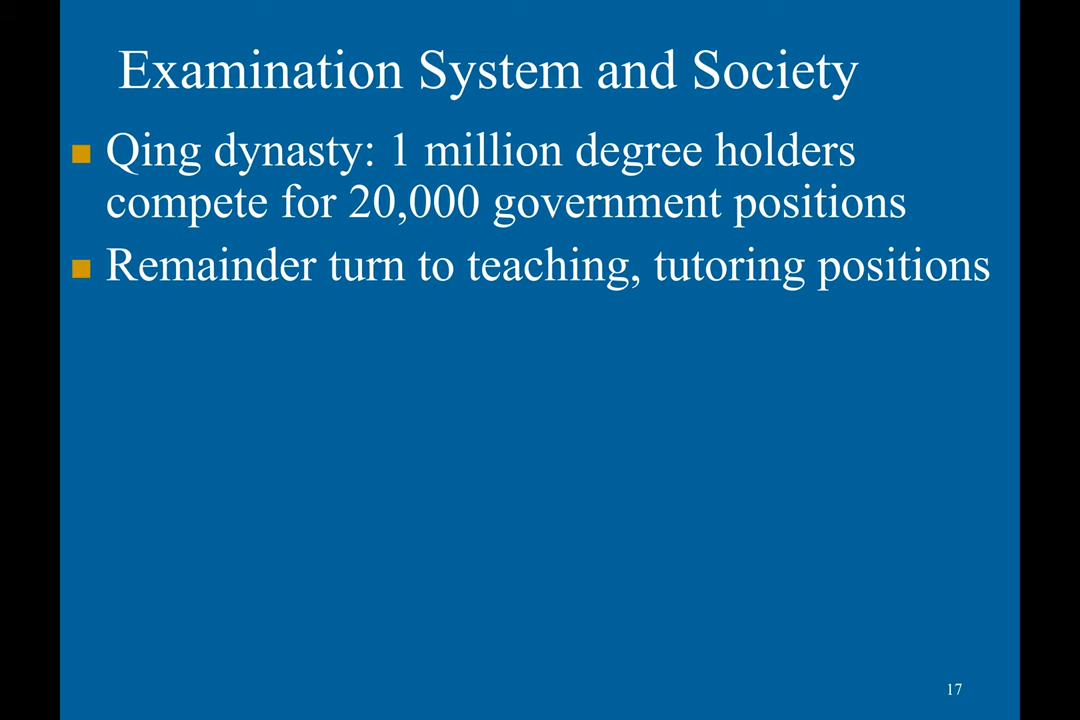 Examination System and Society
Qing dynasty: 1 million degree holders
compete for 20,000 government positions
Remainder turn to teaching, tutoring positions
17